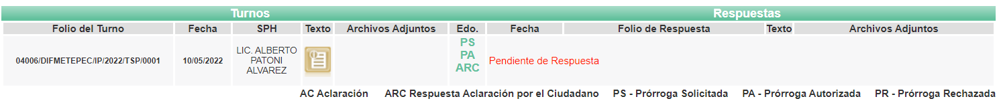 Turnos Respuestas
Folio del Turno Fecha SPH Texto Archivos Adjuntos Edo. Fecha Folio de Respuesta Texto Archivos Adjuntos
04006/DIFMETEPEC/IP/2022/TSP/0001
10/05/2022
LIC. ALBERTO
PATONI
ALVAREZ
PS
PA
ARC
Pendiente de Respuesta
AC Aclaración ARC Respuesta Aclaración por el Ciudadano PS - Prórroga Solicitada PA - Prórroga Autorizada PR - Prórroga Rechazada